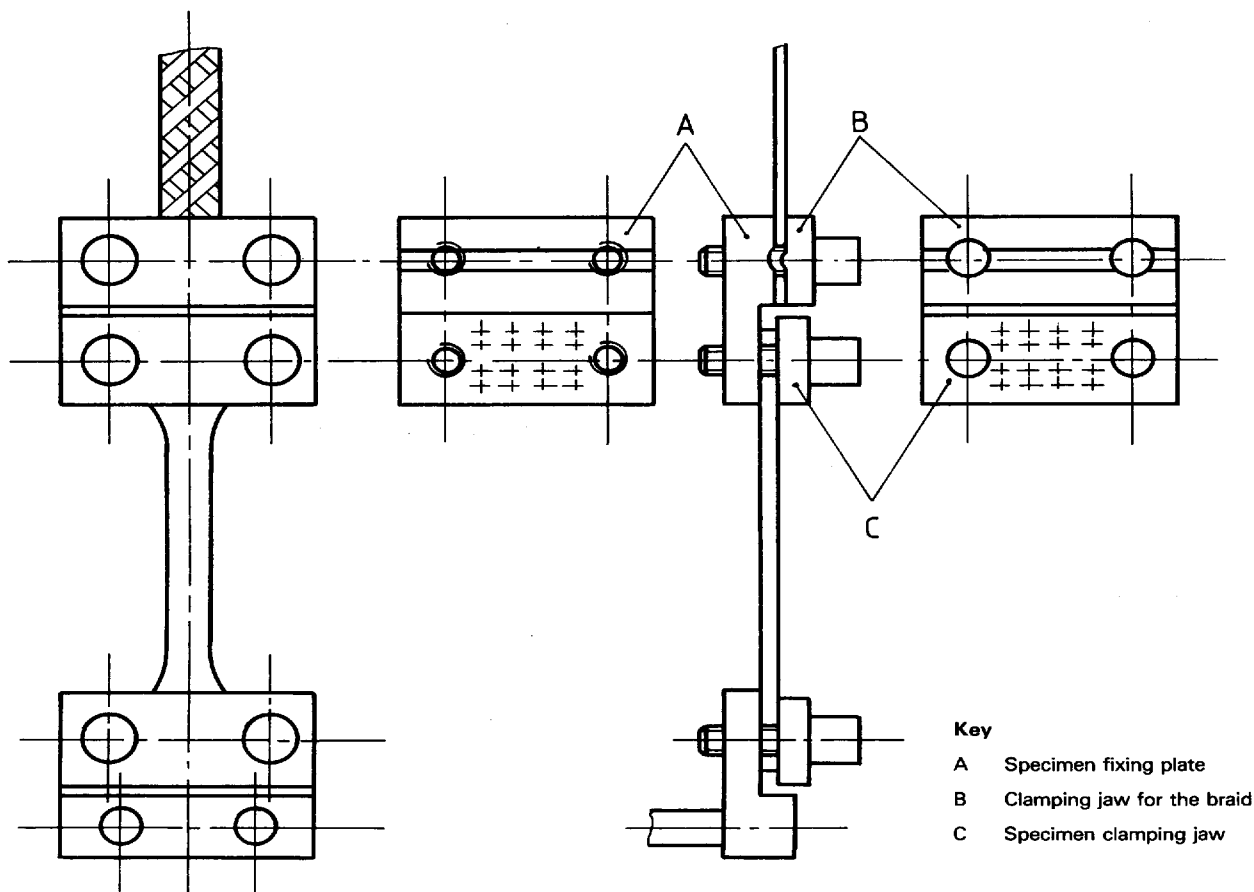 A
B
C
Key
A Specimen fixing plate
B Clamping jaw for the braid
C Specimen clamping jaw